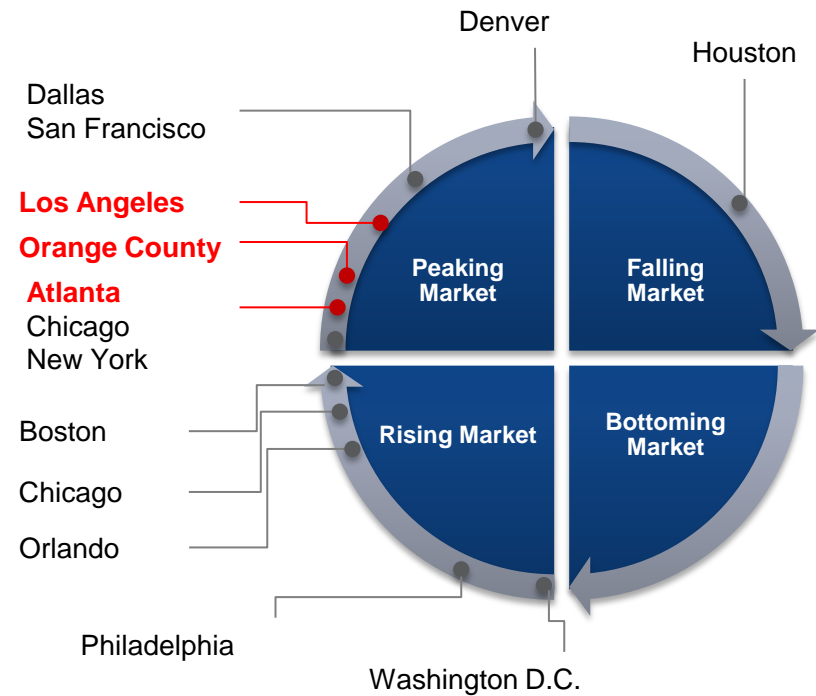 Denver
Houston
Dallas
San Francisco
Los Angeles
Orange County
Atlanta
Chicago
New York
Peaking
Market
Falling
Market
Boston
Chicago
Orlando
Rising Market
Bottoming
Market
Philadelphia
Washington D.C.